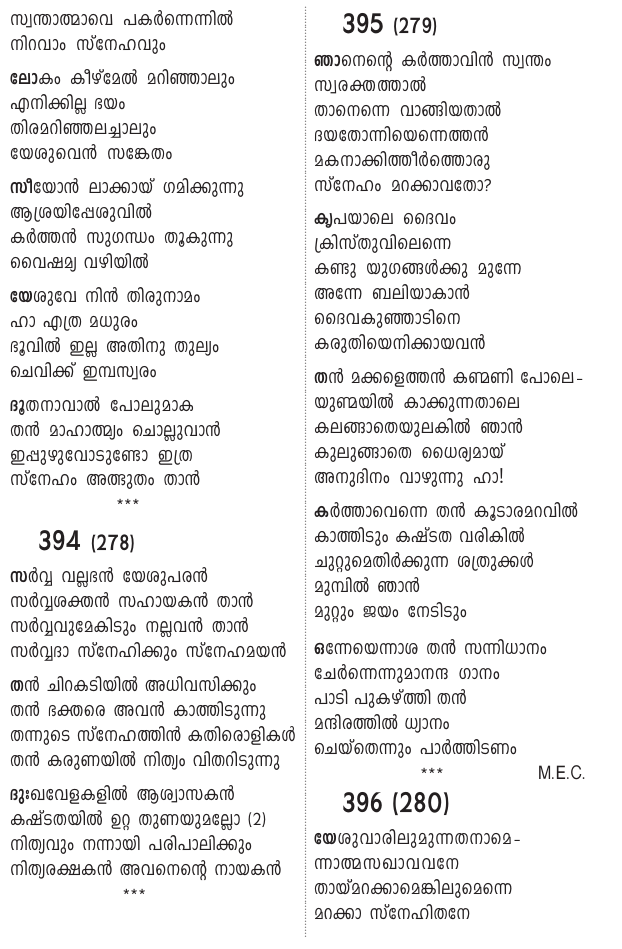 സ്വന്താത്മാവെ പകർന്നെന്നിൽ
നിറവാം സ്നേഹവും
ലോകം കീഴ്മേൽ മറിഞ്ഞാലും
എനിക്കില്ല ഭയം
തിരമറിഞ്ഞലച്ചാലും
യേശുവെൻ സങ്കേതം
സീയോൻ ലാക്കായ് ഗമിക്കുന്നു
ആശ്രയിപ്പേശുവിൽ
കർത്തൻ സുഗന്ധം തൂകുന്നു
വൈഷമ്യ വഴിയിൽ
യേശുവേ നിൻ തിരുനാമം
ഹാ എത്ര മധുരം
ഭൂവിൽ ഇല്ല അതിനു തുല്യം
ചെവിക്ക് ഇമ്പസ്വരം
ദൂതനാവാൽ പോലുമാക
തൻ മാഹാത്മ്യം ചൊല്ലുവാൻ
ഇപ്പുഴുവോടുണ്ടോ ഇത്ര
സ്നേഹം അത്ഭുതം താൻ
***
394 (278)
സർവ്വ വല്ലഭൻ യേശുപരൻ
സർവ്വശക്തൻ സഹായകൻ താൻ
സർവ്വവുമേകിടും നല്ലവൻ താൻ
സർവ്വദാ സ്നേഹിക്കും സ്നേഹമയൻ
തൻ ചിറകടിയിൽ അധിവസിക്കും
തൻ ഭക്തരെ അവൻ കാത്തിടുന്നു
തന്നുടെ സ്നേഹത്തിൻ കതിരൊളികൾ
തൻ കരുണയിൽ നിത്യം വിതറിടുന്നു
ദുഃഖവേളകളിൽ ആശ്വാസകൻ
കഷ്ടതയിൽ ഉറ്റ തുണയുമല്ലോ (2)
നിത്യവും നന്നായി പരിപാലിക്കും
നിത്യരക്ഷകൻ അവനെന്റെ നായകൻ
***
395 (279)
ഞാനെന്റെ കർത്താവിൻ സ്വന്തം
സ്വരക്തത്താൽ
താനെന്നെ വാങ്ങിയതാൽ
ദയതോന്നിയെന്നെത്തൻ
മകനാക്കിത്തീർത്തൊരു
സ്നേഹം മറക്കാവതോ?
കൃപയാലെ ദൈവം
ക്രിസ്തുവിലെന്നെ
കണ്ടു യുഗങ്ങൾക്കു മുന്നേ
അന്നേ ബലിയാകാൻ
ദൈവകുഞ്ഞാടിനെ
കരുതിയെനിക്കായവൻ
തൻ മക്കളെത്തൻ കണ്മണി പോലെ-
യുണ്മയിൽ കാക്കുന്നതാലെ
കലങ്ങാതെയുലകിൽ ഞാൻ
കുലുങ്ങാതെ ധൈര്യമായ്
അനുദിനം വാഴുന്നു ഹാ!
കർത്താവെന്നെ തൻ കൂടാരമറവിൽ
കാത്തിടും കഷ്ടത വരികിൽ
ചുറ്റുമെതിർക്കുന്ന ശത്രുക്കൾ
മുമ്പിൽ ഞാൻ
മുറ്റും ജയം നേടിടും
ഒന്നേയെന്നാശ തൻ സന്നിധാനം
ചേർന്നെന്നുമാനന്ദ ഗാനം
പാടി പുകഴ്ത്തി തൻ
മന്ദിരത്തിൽ ധ്യാനം
ചെയ്തെന്നും പാർത്തിടണം
*** M.E.C.
396 (280)
യേശുവാരിലുമുന്നതനാമെ-
ന്നാത്മസഖാവവനേ
തായ്മറക്കാമെങ്കിലുമെന്നെ
മറക്കാ സ്നേഹിതനേ